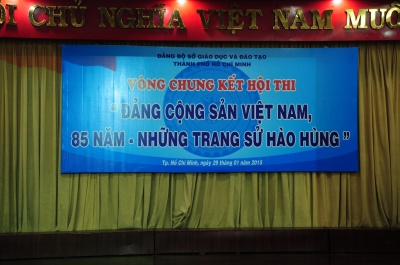 ỘI CHỦ NGHĨA VIỆT NAM MUÔ
ĐẢNG BỘ SỞ GIÁO DỤC VÀ ĐÀO TẠO
THÀNH PHỐ HỒ CHÍ MINH
VÒNG CHUNG KẾT HỘI THI
" ĐẢNG CỘNG SẢN VIỆT NAM,
85 NĂM - NHỮNG TRANG SỬ HÀO HÙNG "
Tp. Hồ Chí Minh, ngày 29 tháng 01 năm 2015